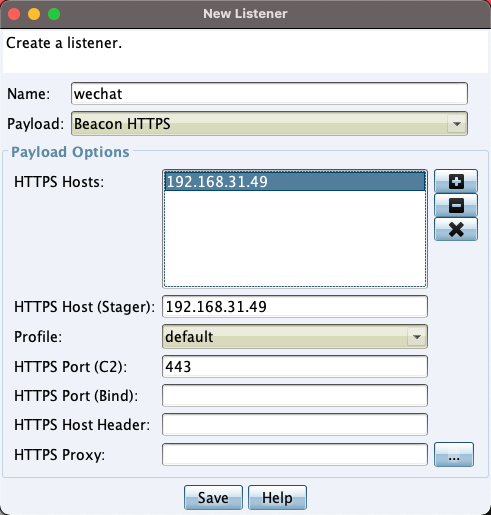 New Listener
Create a listener.
Name: wechat
Payload: Beacon HTTPS
Payload Options
HTTPS Hosts: 192.168.31.49
HTTPS Host (Stager): 192.168.31.49
Profile: default
HTTPS Port (C2): 443
HTTPS Port (Bind):
HTTPS Host Header:
HTTPS Proxy: ...
Save Help